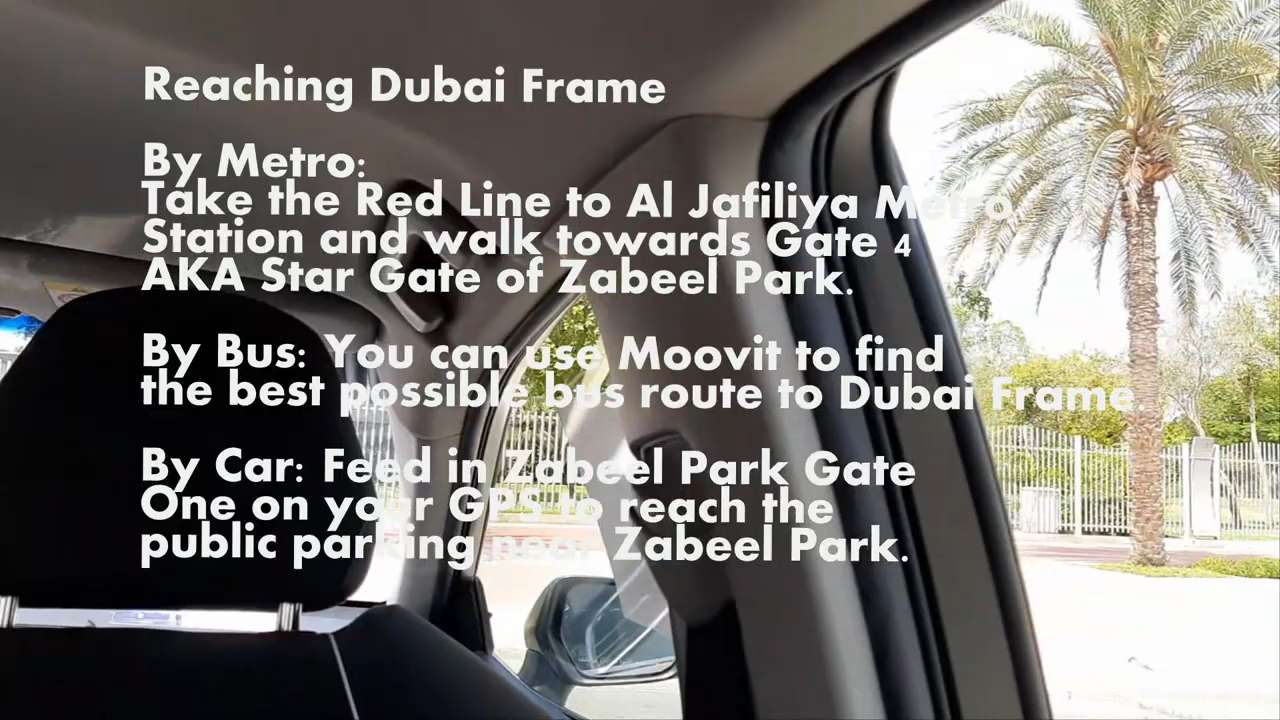 Reaching Dubai Frame
By Metro:
Take the Red Line to Al Jafiliya Metro
Station and walk towards Gate 4
AKA Star Gate of Zabeel Park.
By Bus: You can use Moovit to find
the best possible bus route to Dubai Frame.
By Car: Feed in Zabeel Park Gate
One on your GPS to reach the
public parking near Zabeel Park.